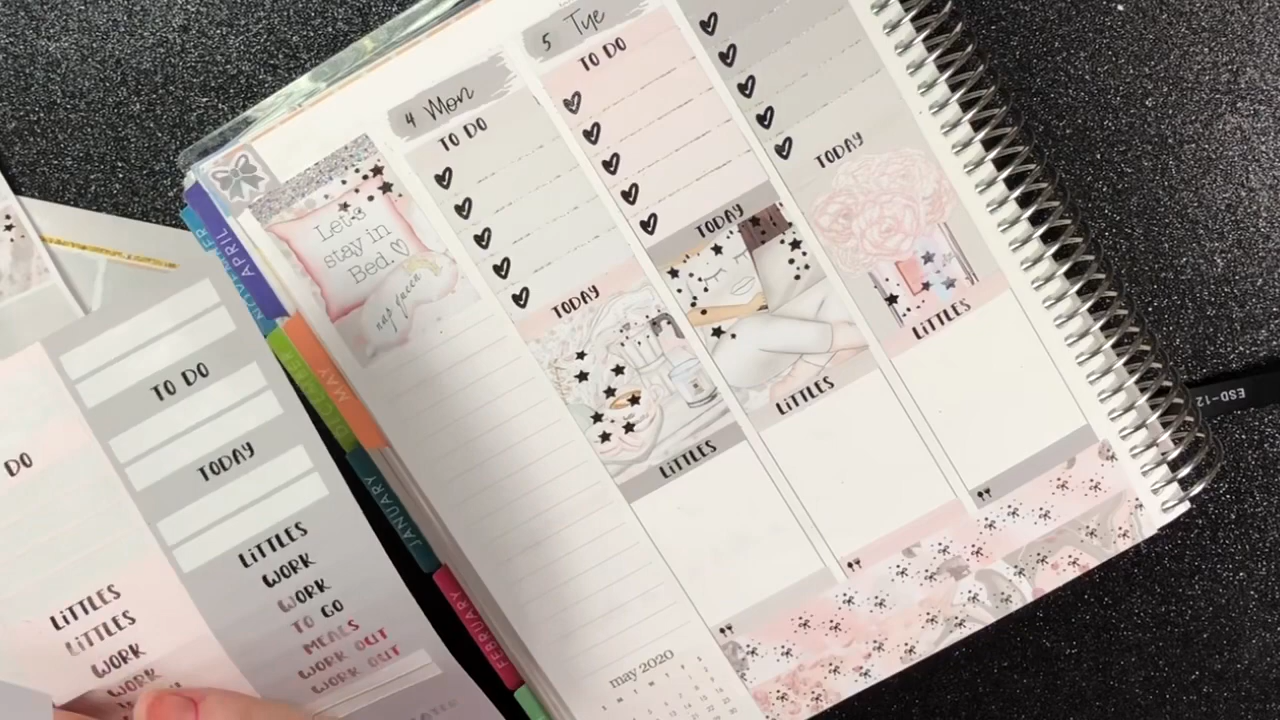 4 Mon
TO DO
TODAY
LiTTLES
5 Tue
TO DO
TODAY
LiTTLES
TODAY
LiTTLES
Let's
stay in
Bed.
nap queen
may 2020
APRIL
MAY
JANUARY
FEBRUARY
TO DO
TODAY
LiTTLES
WORK
WORK
TO GO
MEALS
WORK OUT
WORK OUT
DO
LiTTLES
LiTTLES
WORK
WORK
ESD-12